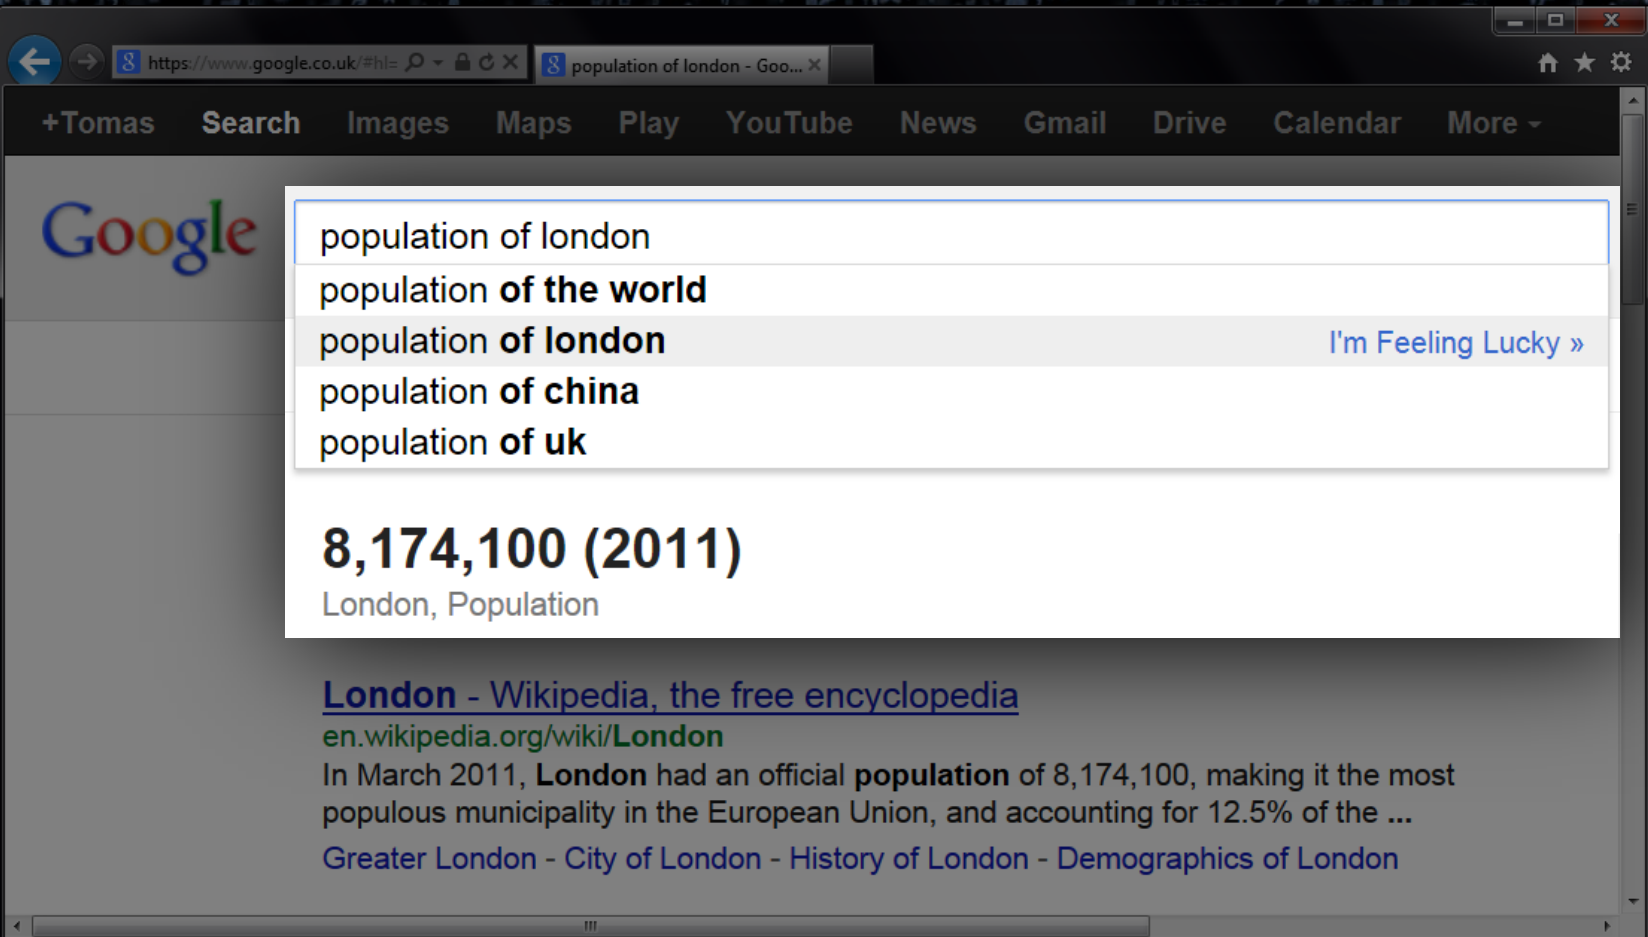 https://www.google.co.uk/#hl=
population of london - Goo...
+Tomas Search Images Maps Play YouTube News Gmail Drive Calendar More
Google
population of london
population of the world
population of london I'm Feeling Lucky »
population of china
population of uk
8,174,100 (2011)
London, Population
London - Wikipedia, the free encyclopedia
en.wikipedia.org/wiki/London
In March 2011, London had an official population of 8,174,100, making it the most
populous municipality in the European Union, and accounting for 12.5% of the ...
Greater London - City of London - History of London - Demographics of London